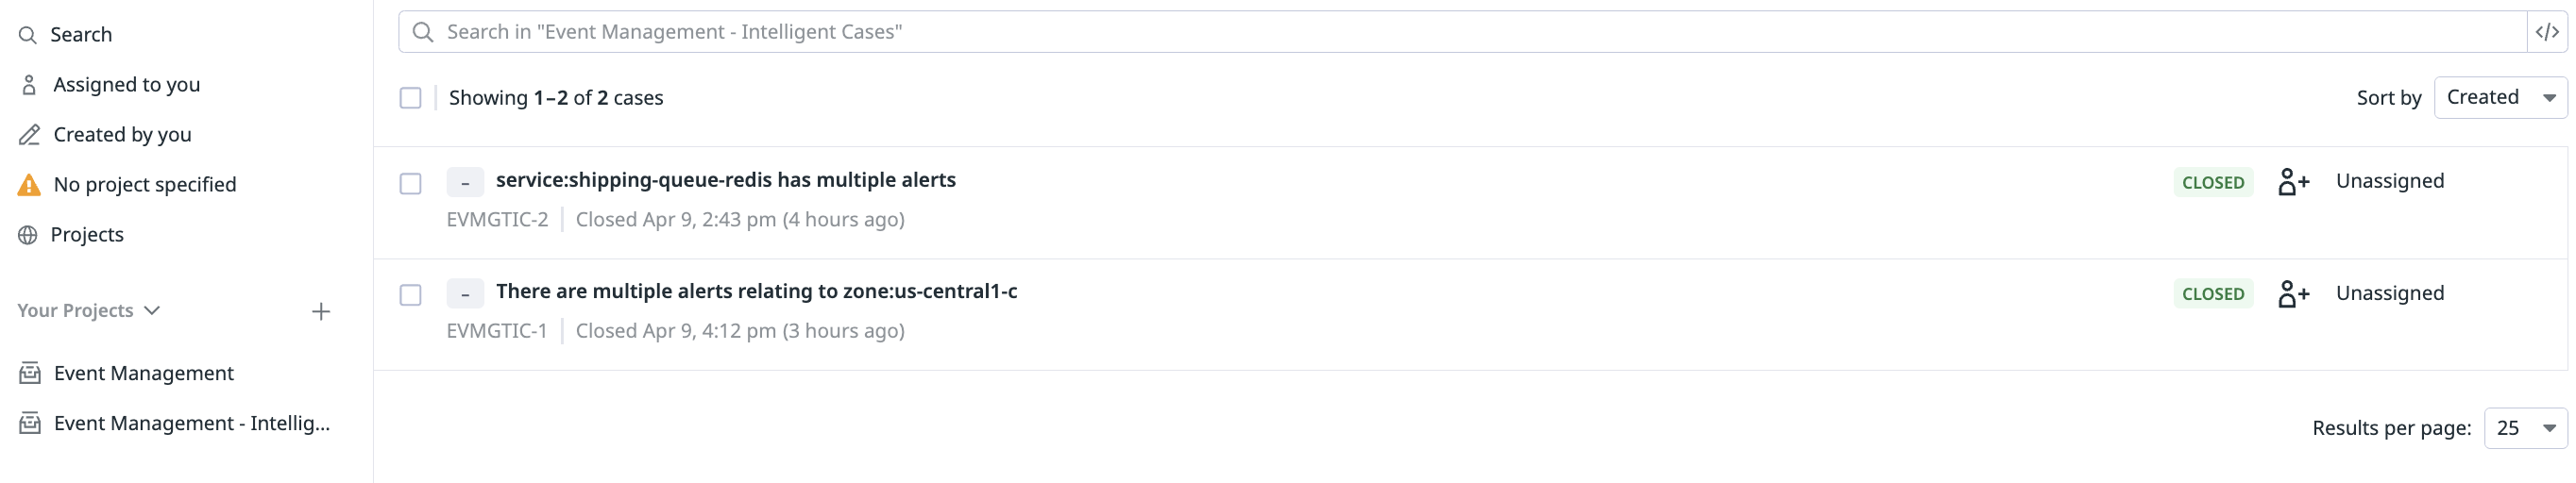 Search
Assigned to you
Created by you
No project specified
Projects
Your Projects
Event Management
Event Management - Intellig...
Search in "Event Management - Intelligent Cases"
</>
Showing 1–2 of 2 cases
Sort by Created
– service:shipping-queue-redis has multiple alerts CLOSED Unassigned
EVMGTIC-2 Closed Apr 9, 2:43 pm (4 hours ago)
– There are multiple alerts relating to zone:us-central1-c CLOSED Unassigned
EVMGTIC-1 Closed Apr 9, 4:12 pm (3 hours ago)
Results per page: 25